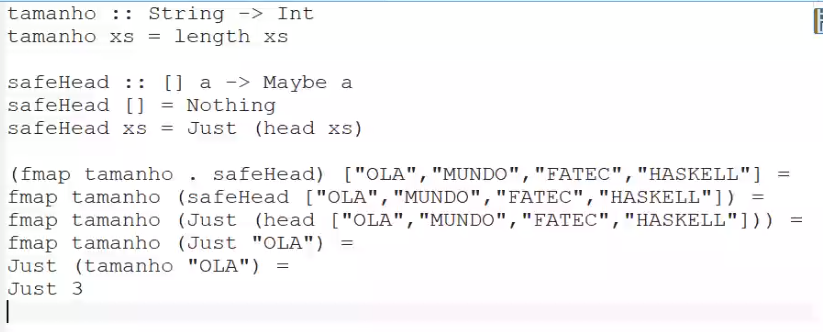 tamanho :: String -> Int
tamanho xs = length xs
safeHead :: [] a -> Maybe a
safeHead [] = Nothing
safeHead xs = Just (head xs)
(fmap tamanho . safeHead) ["OLA","MUNDO","FATEC","HASKELL"] =
fmap tamanho (safeHead ["OLA","MUNDO","FATEC","HASKELL"]) =
fmap tamanho (Just (head ["OLA","MUNDO","FATEC","HASKELL"])) =
fmap tamanho (Just "OLA") =
Just (tamanho "OLA") =
Just 3